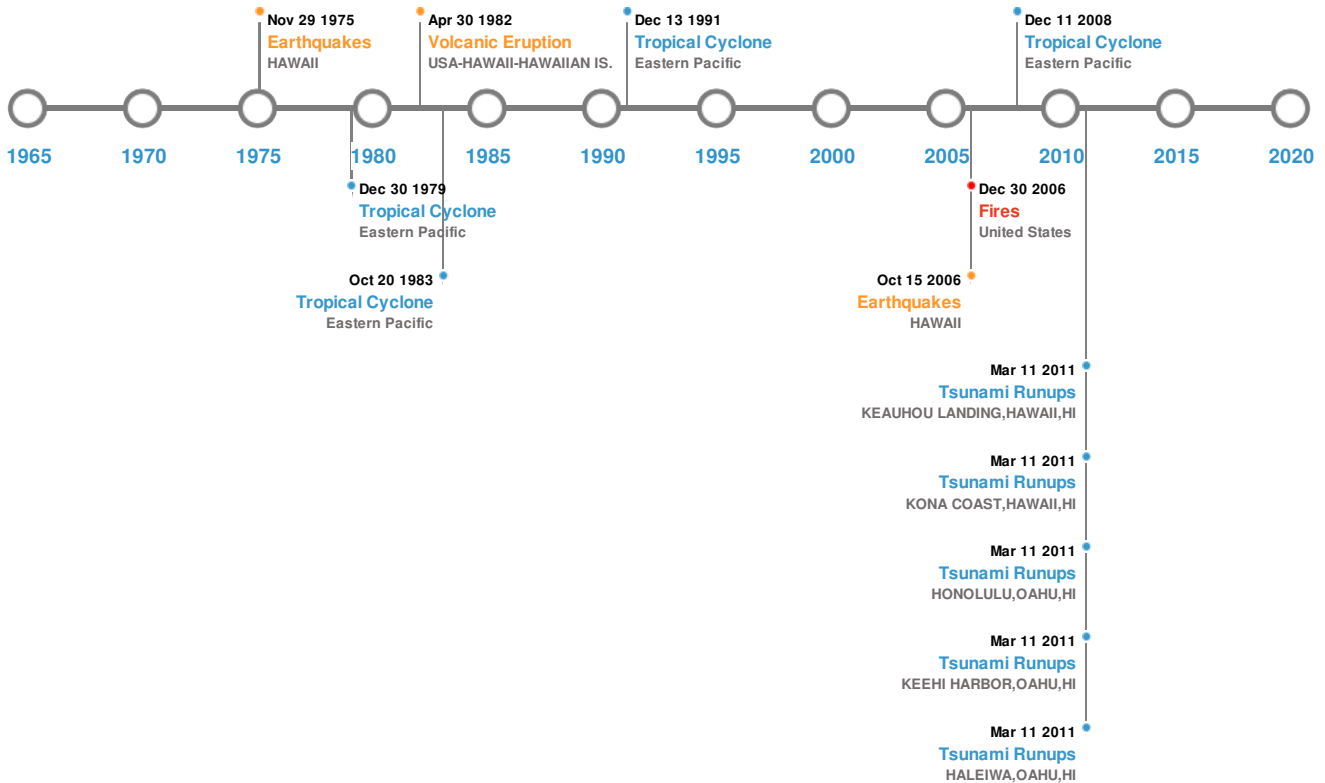 Nov 29 1975
Earthquakes
HAWAII
Apr 30 1982
Volcanic Eruption
USA-HAWAII-HAWAIIAN IS.
Dec 13 1991
Tropical Cyclone
Eastern Pacific
Dec 11 2008
Tropical Cyclone
Eastern Pacific
1965 1970 1975 1980 1985 1990 1995 2000 2005 2010 2015 2020
Dec 30 1979
Tropical Cyclone
Eastern Pacific
Dec 30 2006
Fires
United States
Oct 20 1983
Tropical Cyclone
Eastern Pacific
Oct 15 2006
Earthquakes
HAWAII
Mar 11 2011
Tsunami Runups
KEAUHOU LANDING,HAWAII,HI
Mar 11 2011
Tsunami Runups
KONA COAST,HAWAII,HI
Mar 11 2011
Tsunami Runups
HONOLULU,OAHU,HI
Mar 11 2011
Tsunami Runups
KEEHI HARBOR,OAHU,HI
Mar 11 2011
Tsunami Runups
HALEIWA,OAHU,HI